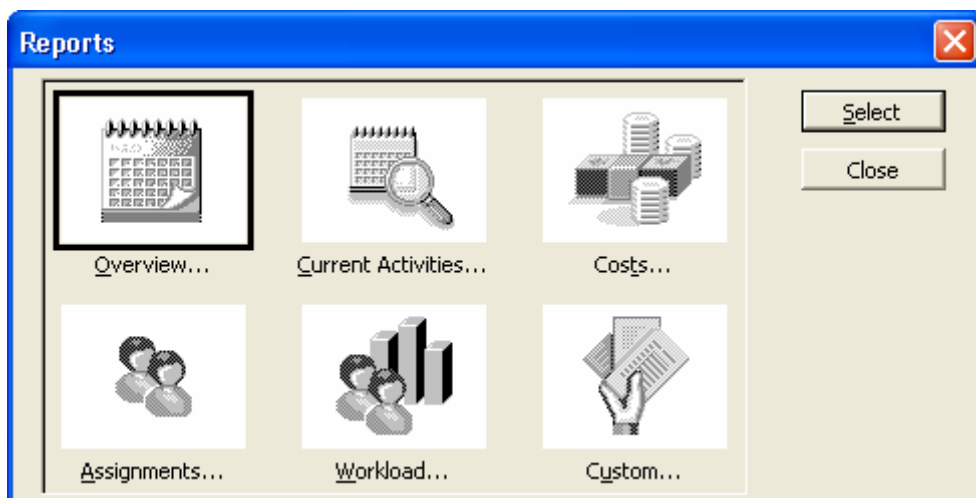 Reports
Select
Close
Overview...
Current Activities...
Costs...
Assignments...
Workload...
Custom...